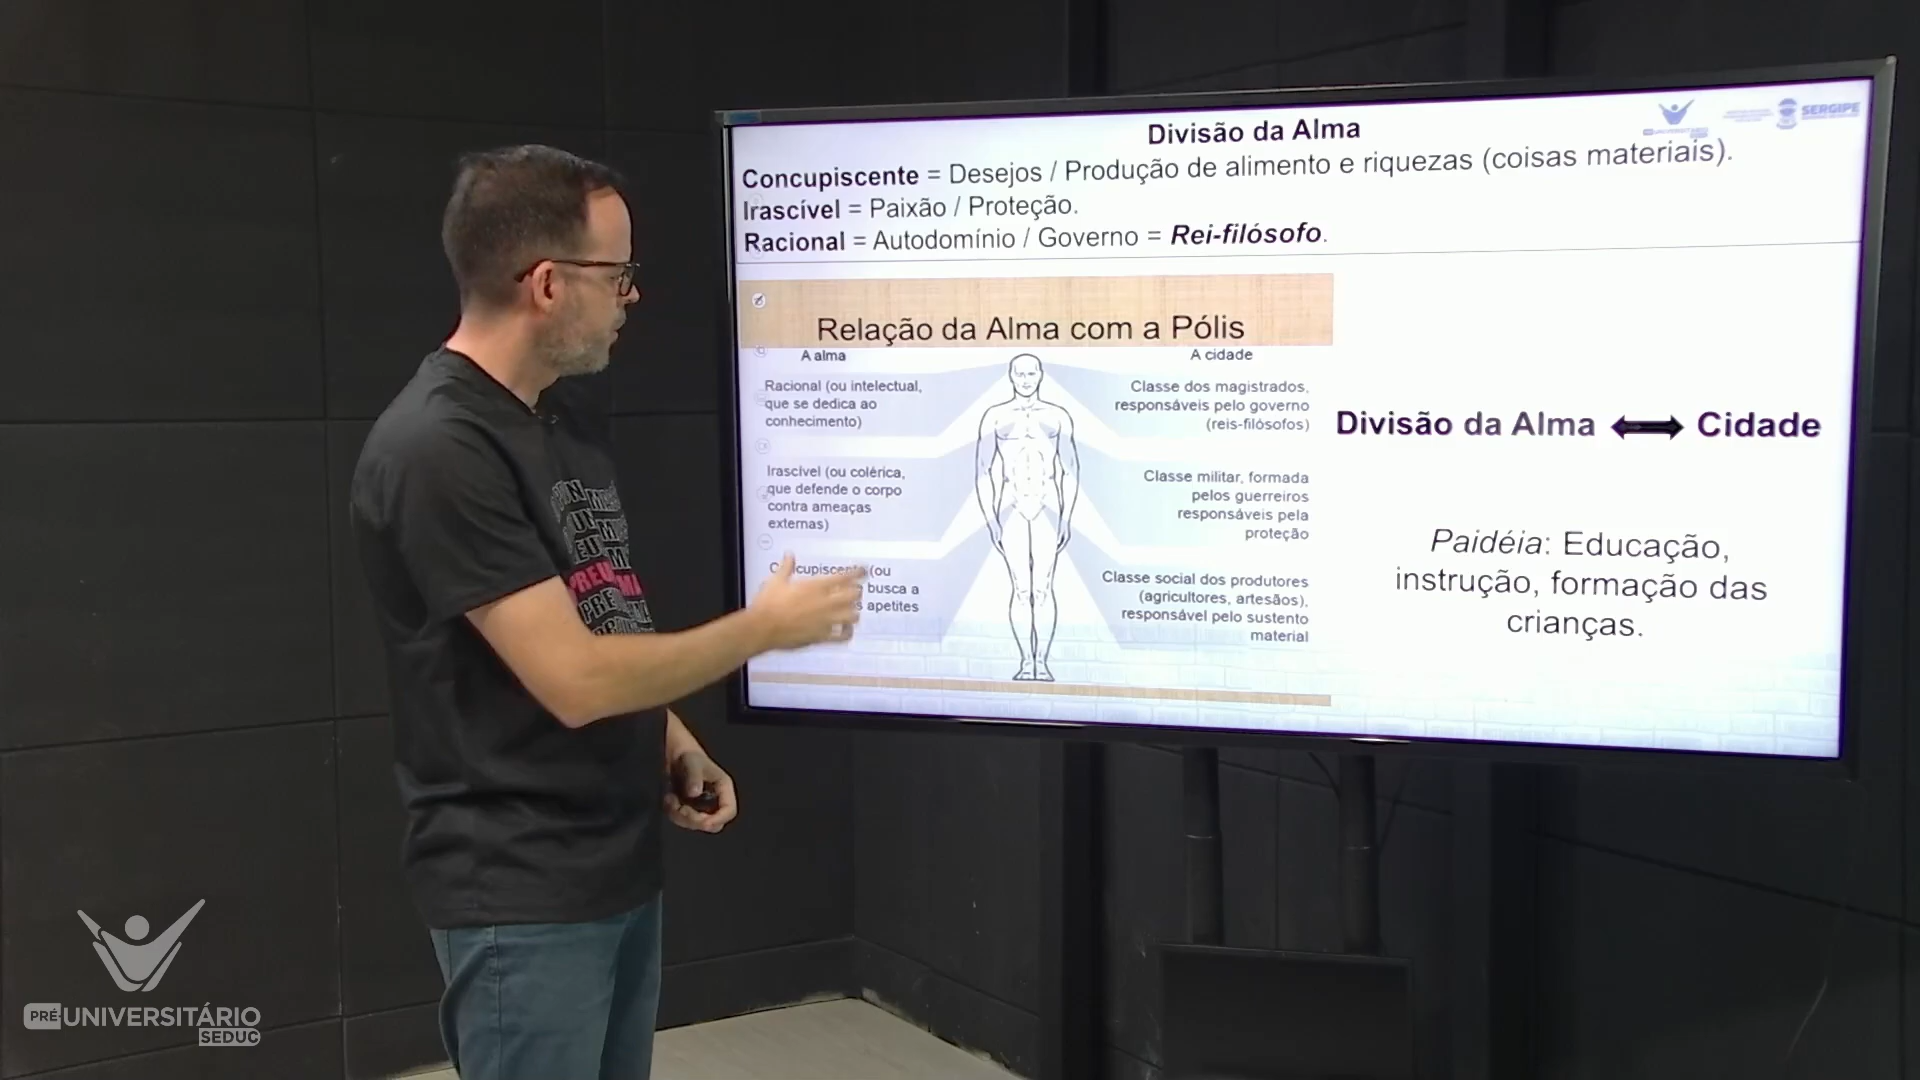 Divisão da Alma
Concupiscente = Desejos / Produção de alimento e riquezas (coisas materiais).
Irascível = Paixão / Proteção.
Racional = Autodomínio / Governo = Rei-filósofo.
SERGIPE
Relação da Alma com a Pólis
A alma
Racional (ou intelectual,
que se dedica ao
conhecimento)
Irascível (ou colérica,
que defende o corpo
contra ameaças
externas)
(ou
busca a
apetites
A cidade
Classe dos magistrados,
responsáveis pelo governo
(reis-filósofos)
Classe militar, formada
pelos guerreiros
responsáveis pela
proteção
Classe social dos produtores
(agricultores, artesãos),
responsável pelo sustento
material
Divisão da Alma Cidade
Paidéia: Educação,
instrução, formação das
crianças.
PRÉ-UNIVERSITÁRIO
SEDUC